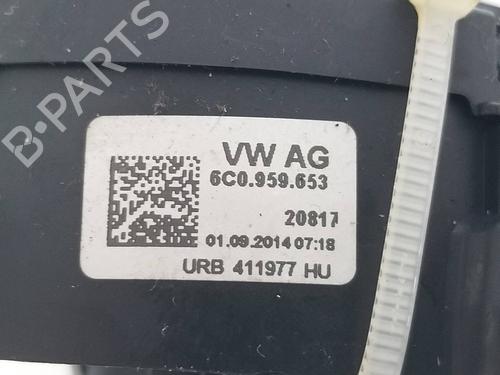 B-PARTS
VW AG
6C0.959.653
20817
01.09.2014 07:18
URB 411977 HU